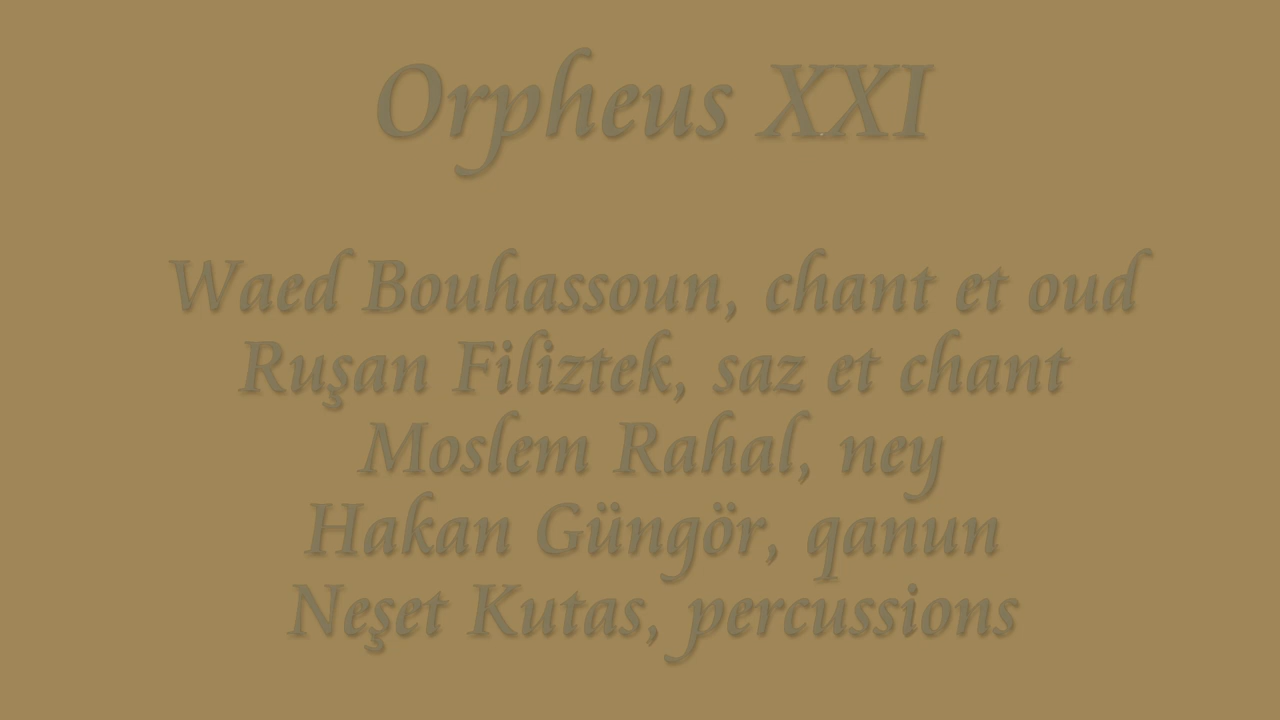 Orpheus XXI
Waed Bouhassoun, chant et oud
Ruşan Filiztek, saz et chant
Moslem Rahal, ney
Hakan Güngör, qanun
Neşet Kutas, percussions